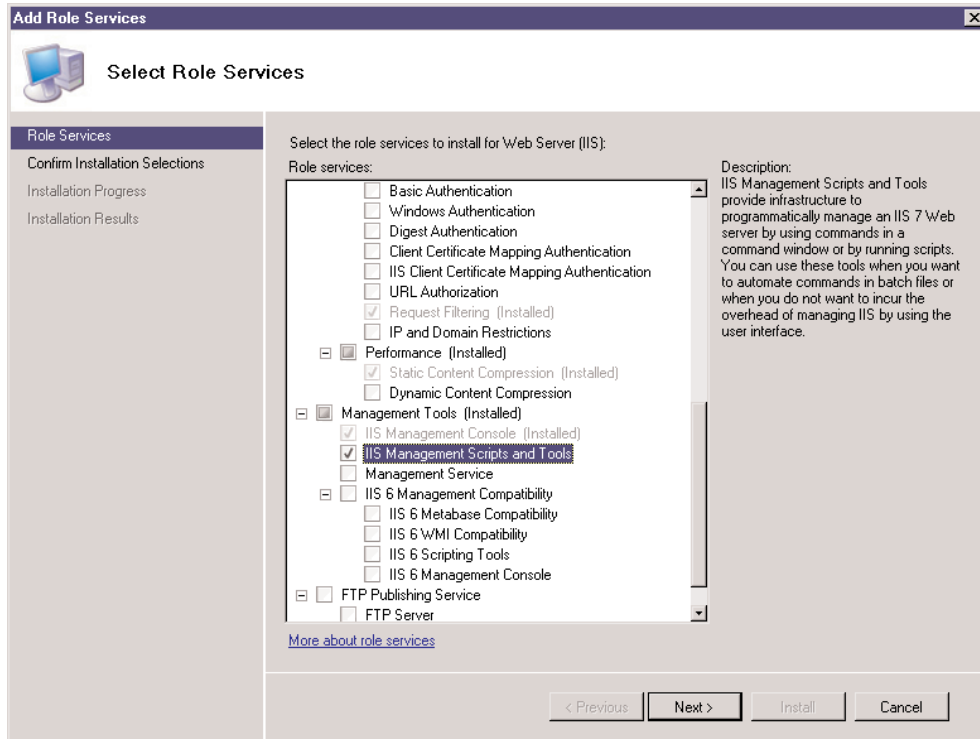 Add Role Services
Select Role Services
Role Services
Confirm Installation Selections
Installation Progress
Installation Results
Select the role services to install for Web Server (IIS):
Role services:
Basic Authentication
Windows Authentication
Digest Authentication
Client Certificate Mapping Authentication
IIS Client Certificate Mapping Authentication
URL Authorization
Request Filtering (Installed)
IP and Domain Restrictions
Performance (Installed)
Static Content Compression (Installed)
Dynamic Content Compression
Management Tools (Installed)
IIS Management Console (Installed)
IIS Management Scripts and Tools
Management Service
IIS 6 Management Compatibility
IIS 6 Metabase Compatibility
IIS 6 WMI Compatibility
IIS 6 Scripting Tools
IIS 6 Management Console
FTP Publishing Service
FTP Server
More about role services
Description:
IIS Management Scripts and Tools
provide infrastructure to
programmatically manage an IIS 7 Web
server by using commands in a
command window or by running scripts.
You can use these tools when you want
to automate commands in batch files or
when you do not want to incur the
overhead of managing IIS by using the
user interface.
< Previous
Next >
Install
Cancel